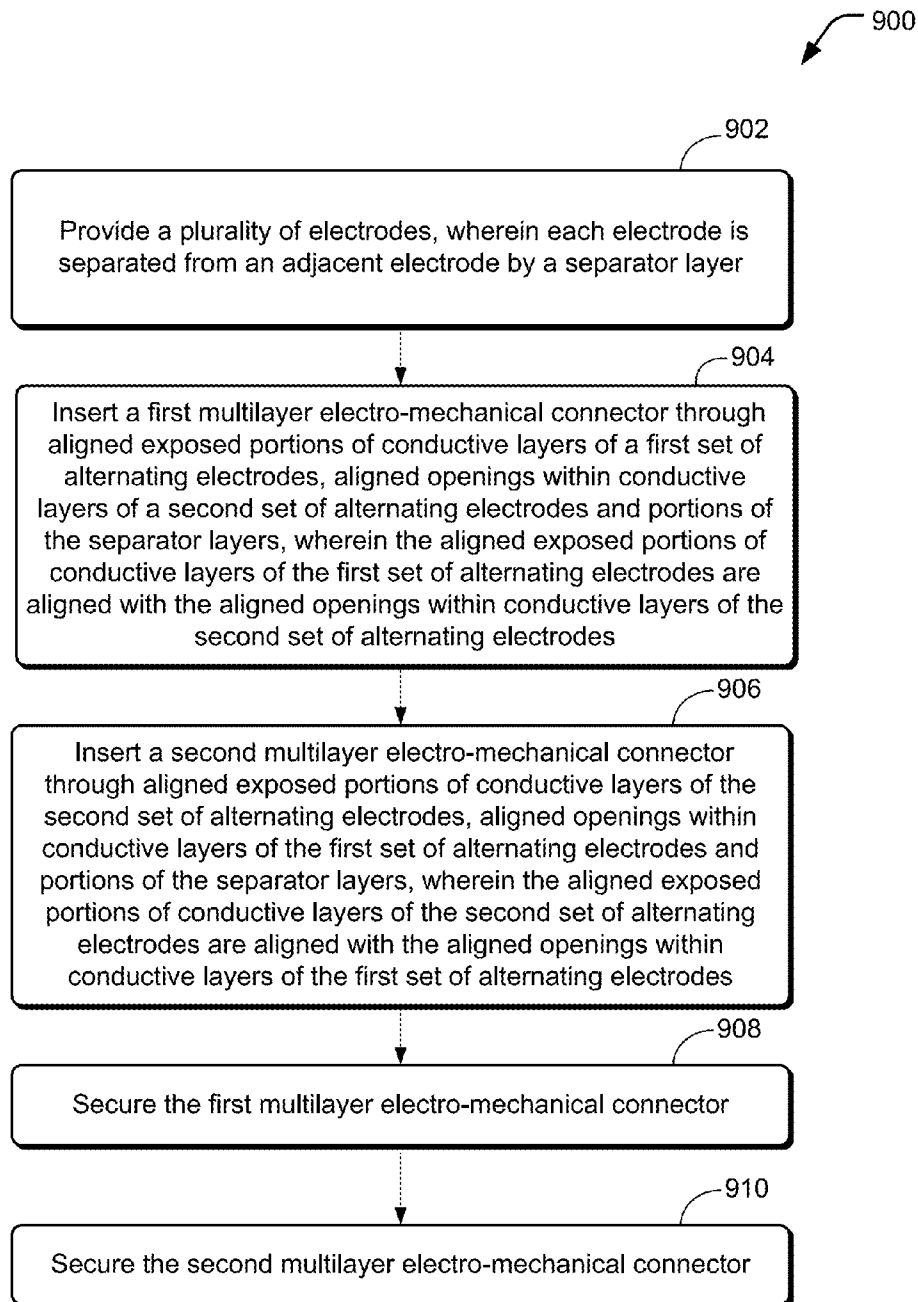 900
902
Provide a plurality of electrodes, wherein each electrode is
separated from an adjacent electrode by a separator layer
904
Insert a first multilayer electro-mechanical connector through
aligned exposed portions of conductive layers of a first set of
alternating electrodes, aligned openings within conductive
layers of a second set of alternating electrodes and portions of
the separator layers, wherein the aligned exposed portions of
conductive layers of the first set of alternating electrodes are
aligned with the aligned openings within conductive layers of the
second set of alternating electrodes
906
Insert a second multilayer electro-mechanical connector
through aligned exposed portions of conductive layers of the
second set of alternating electrodes, aligned openings within
conductive layers of the first set of alternating electrodes and
portions of the separator layers, wherein the aligned exposed
portions of conductive layers of the second set of alternating
electrodes are aligned with the aligned openings within
conductive layers of the first set of alternating electrodes
908
Secure the first multilayer electro-mechanical connector
910
Secure the second multilayer electro-mechanical connector